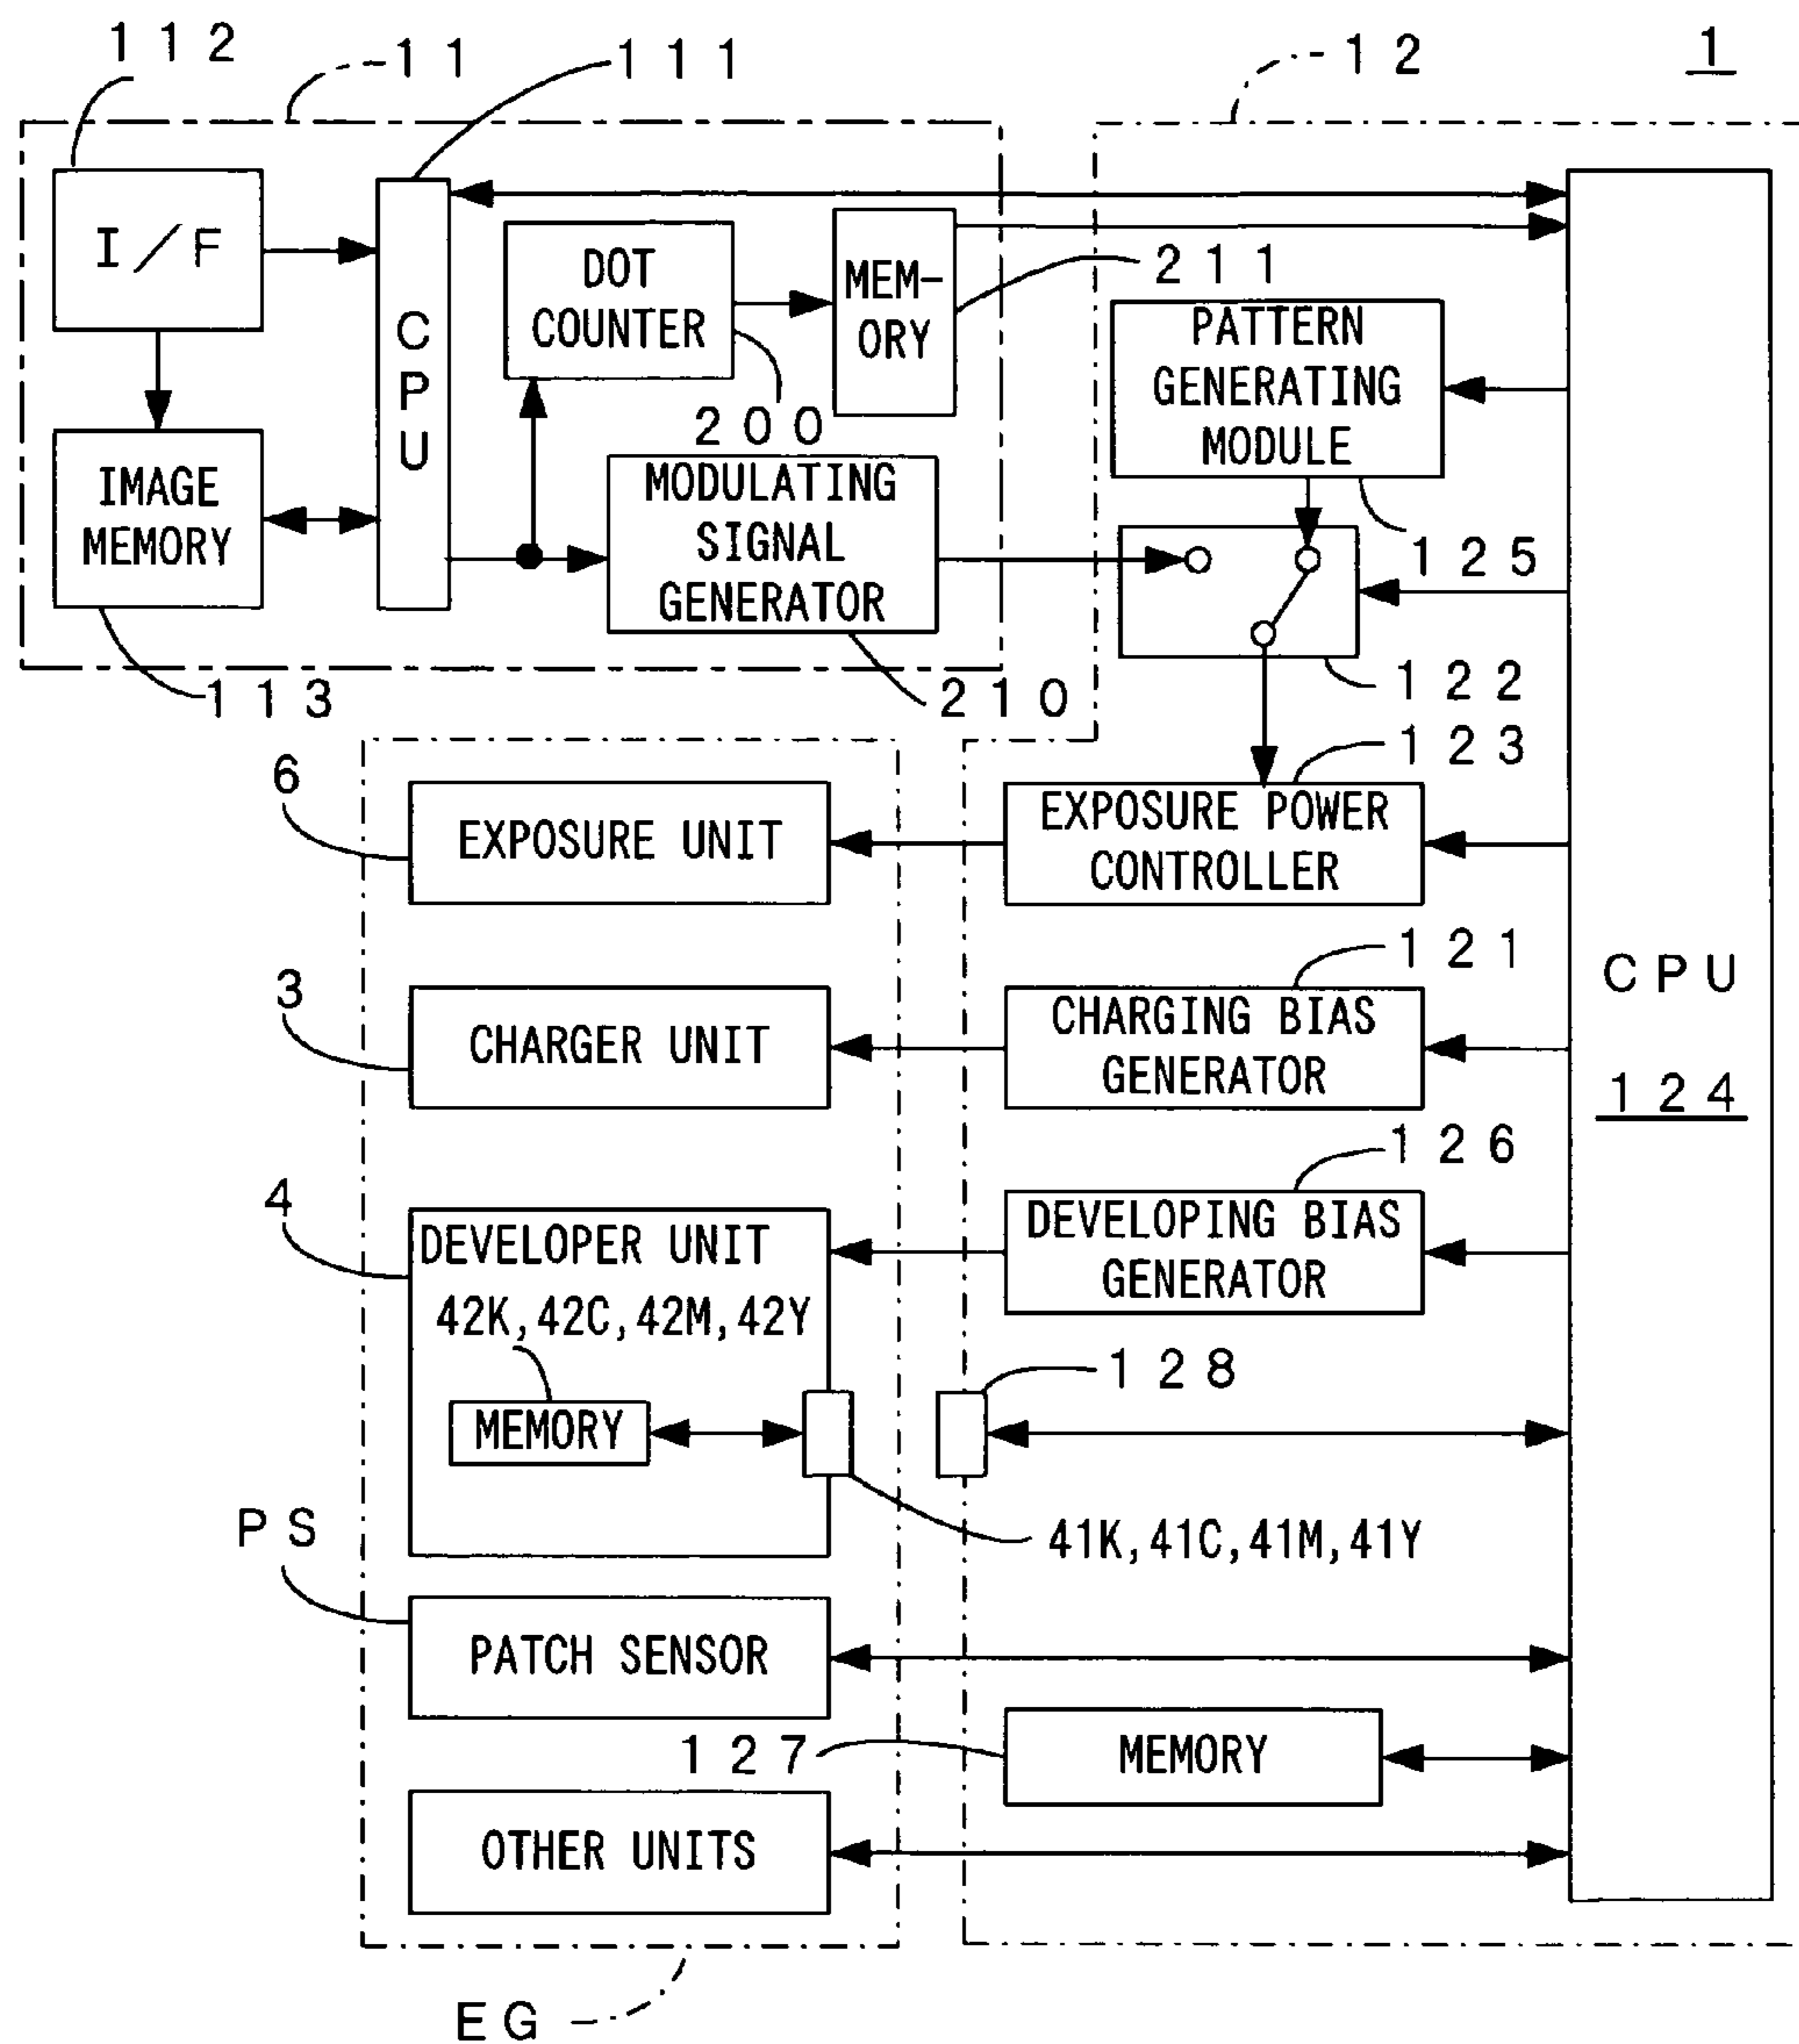 112
11
111
12
1
I/F
CPU
DOT
COUNTER
MEM-
ORY
211
PATTERN
GENERATING
MODULE
200
IMAGE
MEMORY
MODULATING
SIGNAL
GENERATOR
125
113
210
122
123
6
EXPOSURE UNIT
EXPOSURE POWER
CONTROLLER
121
CPU
124
3
CHARGER UNIT
CHARGING BIAS
GENERATOR
126
4
DEVELOPER UNIT
DEVELOPING BIAS
GENERATOR
42K,42C,42M,42Y
128
MEMORY
PS
41K,41C,41M,41Y
PATCH SENSOR
127
MEMORY
OTHER UNITS
EG